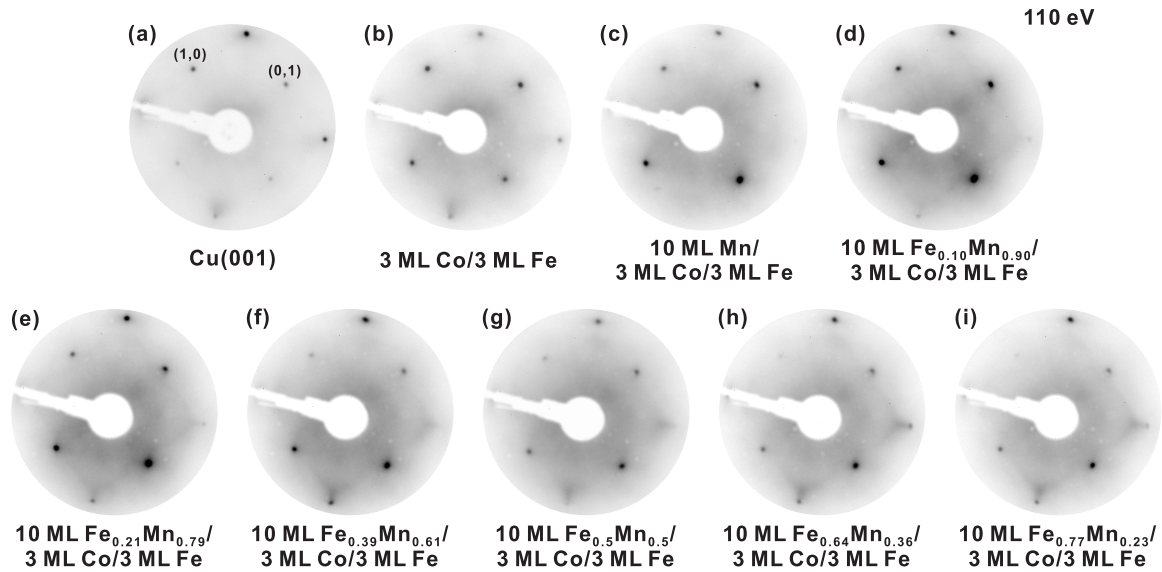 110 eV
(a)
(b)
(c)
(d)
(1,0)
(0,1)
Cu(001)
3 ML Co/3 ML Fe
10 ML Mn/
3 ML Co/3 ML Fe
10 ML Fe₀.₁₀Mn₀.₉₀/
3 ML Co/3 ML Fe
(e)
(f)
(g)
(h)
(i)
10 ML Fe₀.₂₁Mn₀.₇₉/
3 ML Co/3 ML Fe
10 ML Fe₀.₃₉Mn₀.₆₁/
3 ML Co/3 ML Fe
10 ML Fe₀.₅Mn₀.₅/
3 ML Co/3 ML Fe
10 ML Fe₀.₆₄Mn₀.₃₆/
3 ML Co/3 ML Fe
10 ML Fe₀.₇₇Mn₀.₂₃/
3 ML Co/3 ML Fe